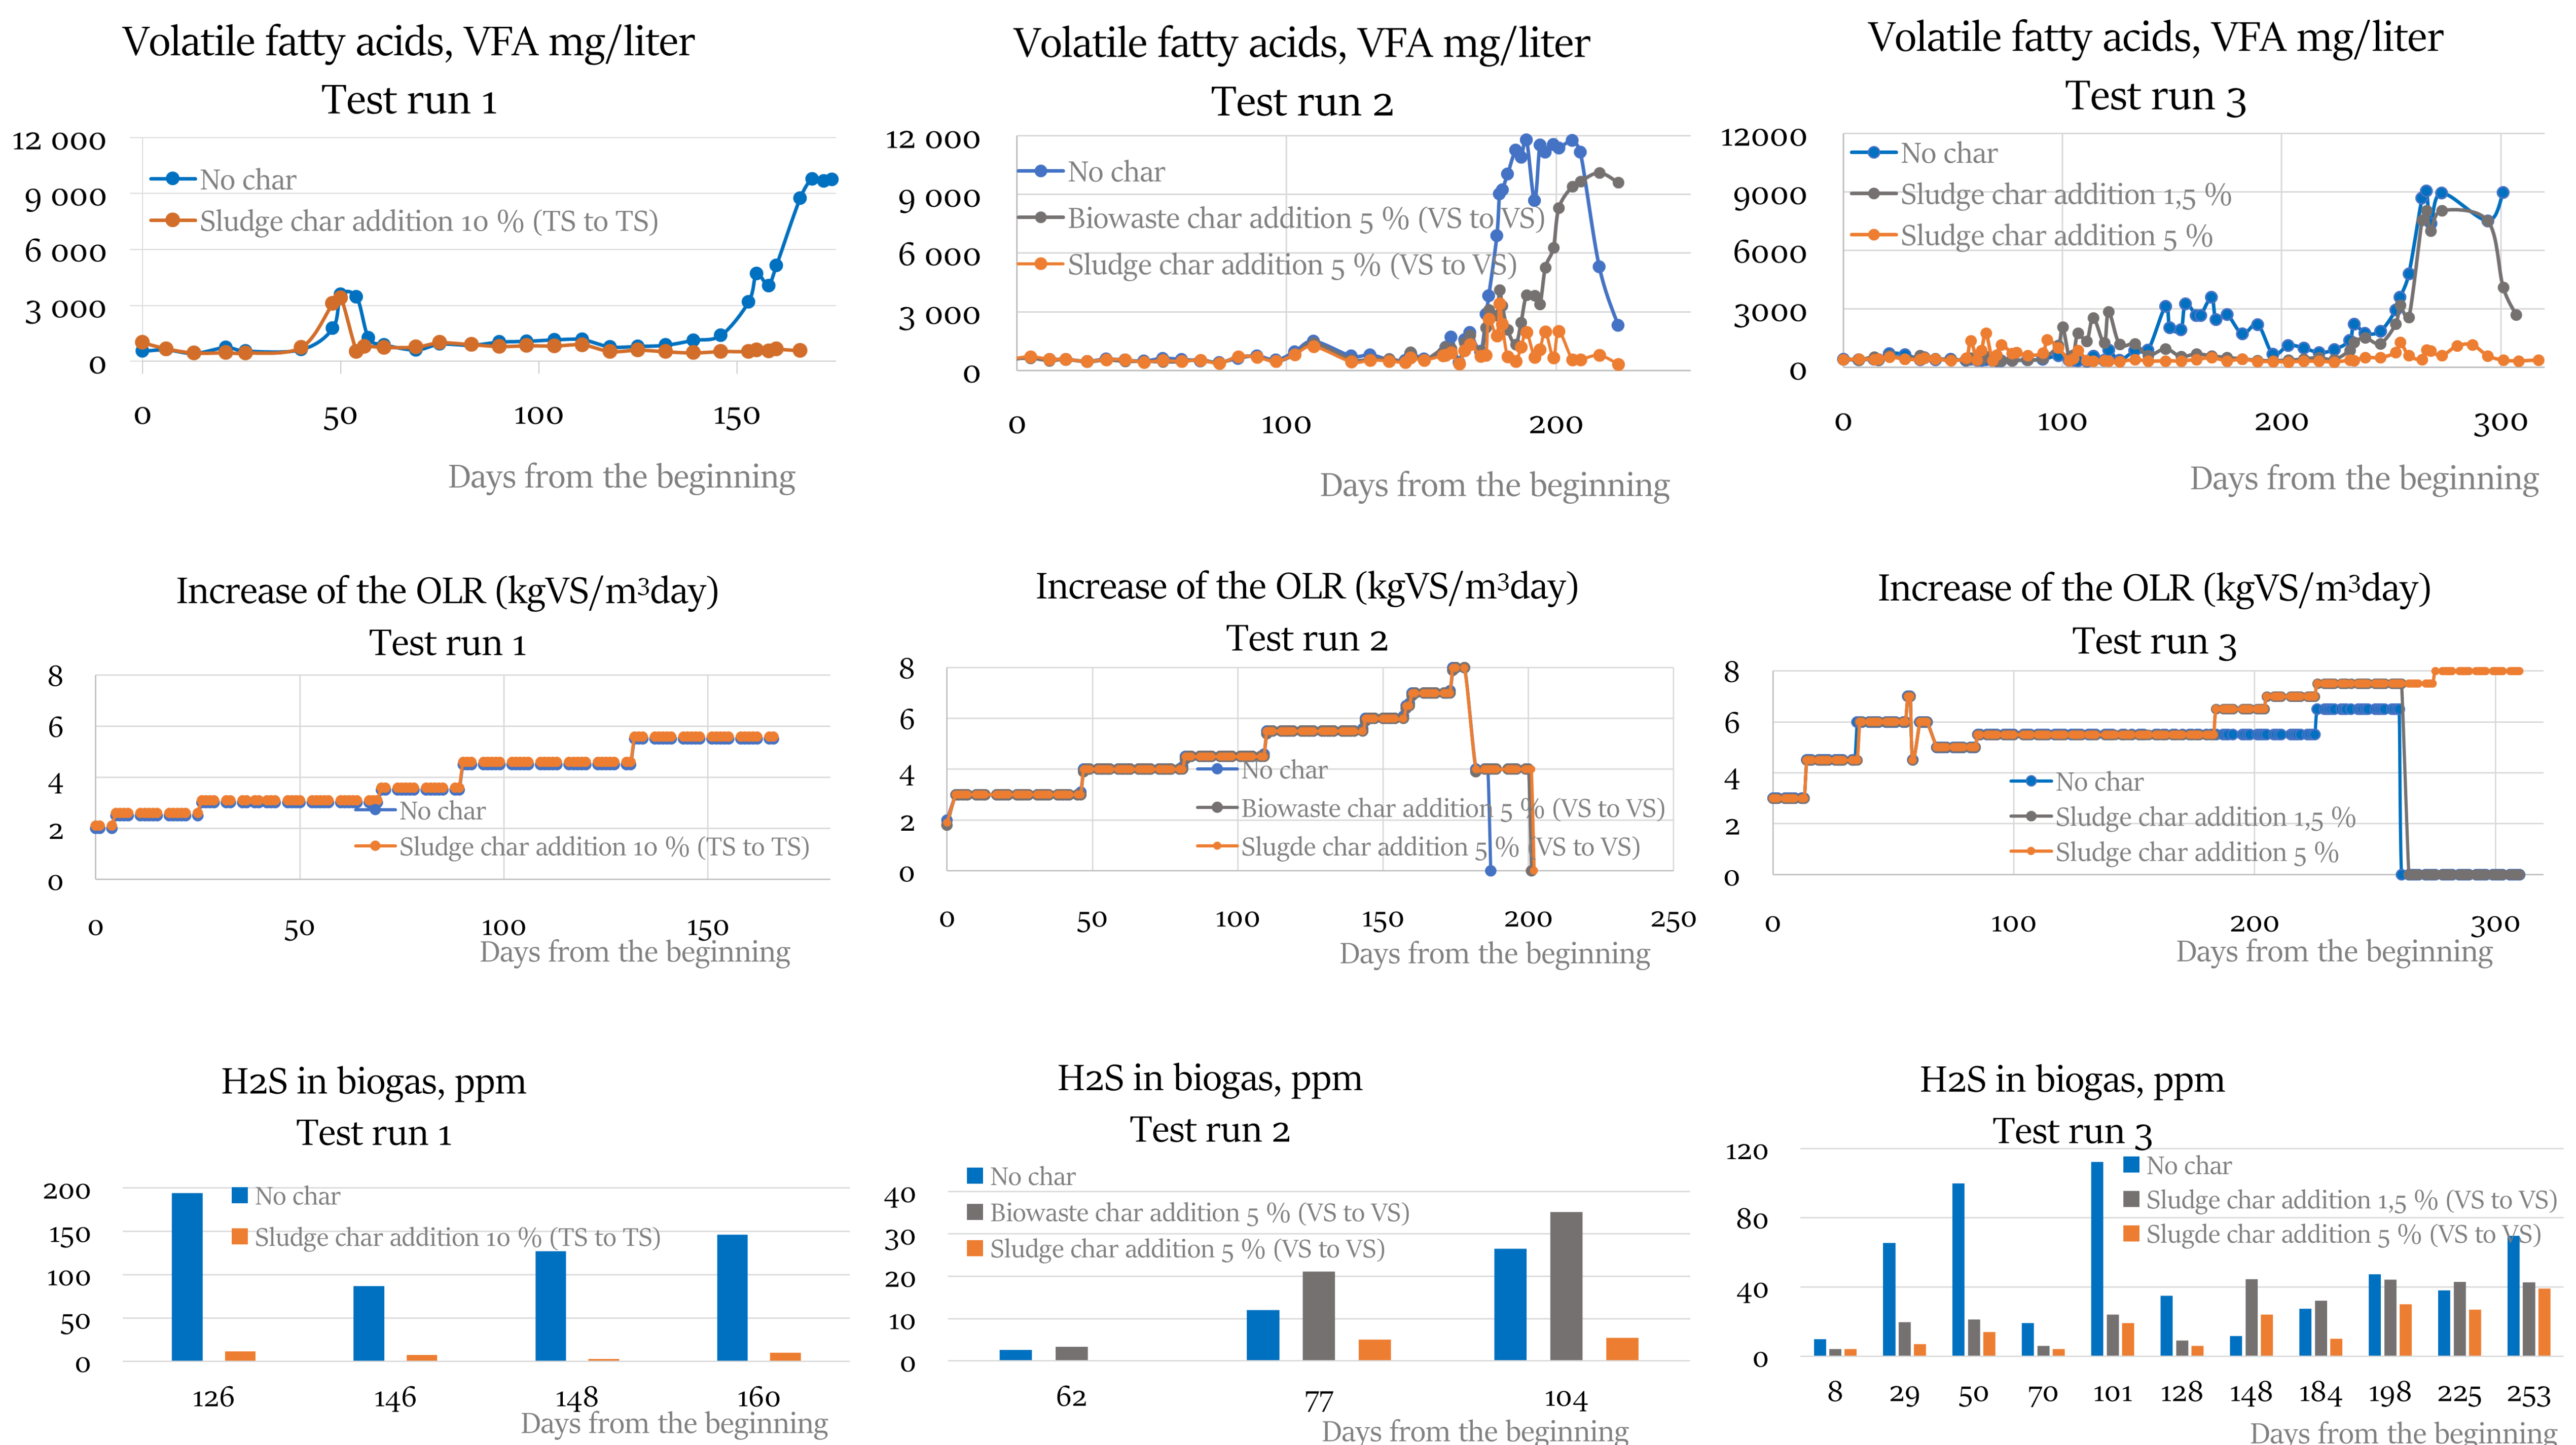 Volatile fatty acids, VFA mg/liter
Test run 1
12 000
9 000
6 000
3 000
0
No char
Sludge char addition 10 % (TS to TS)
0 50 100 150
Days from the beginning
Volatile fatty acids, VFA mg/liter
Test run 2
12 000
9 000
6 000
3 000
0
No char
Biowaste char addition 5 % (VS to VS)
Sludge char addition 5 % (VS to VS)
0 100 200
Days from the beginning
Volatile fatty acids, VFA mg/liter
Test run 3
12000
9000
6000
3000
0
No char
Sludge char addition 1,5 %
Sludge char addition 5 %
0 100 200 300
Days from the beginning
Increase of the OLR (kgVS/m³day)
Test run 1
8
6
4
2
0
No char
Sludge char addition 10 % (TS to TS)
0 50 100 150
Days from the beginning
Increase of the OLR (kgVS/m³day)
Test run 2
8
6
4
2
0
No char
Biowaste char addition 5 % (VS to VS)
Slugde char addition 5 % (VS to VS)
0 50 100 150 200 250
Days from the beginning
Increase of the OLR (kgVS/m³day)
Test run 3
8
6
4
2
0
No char
Sludge char addition 1,5 %
Sludge char addition 5 %
0 100 200 300
Days from the beginning
H2S in biogas, ppm
Test run 1
200
150
100
50
0
No char
Sludge char addition 10 % (TS to TS)
126 146 148 160
Days from the beginning
H2S in biogas, ppm
Test run 2
No char
Biowaste char addition 5 % (VS to VS)
Sludge char addition 5 % (VS to VS)
40
30
20
10
0
62 77 104
Days from the beginning
H2S in biogas, ppm
Test run 3
120
80
40
0
No char
Sludge char addition 1,5 % (VS to VS)
Slugde char addition 5 % (VS to VS)
8 29 50 70 101 128 148 184 198 225 253
Days from the beginning